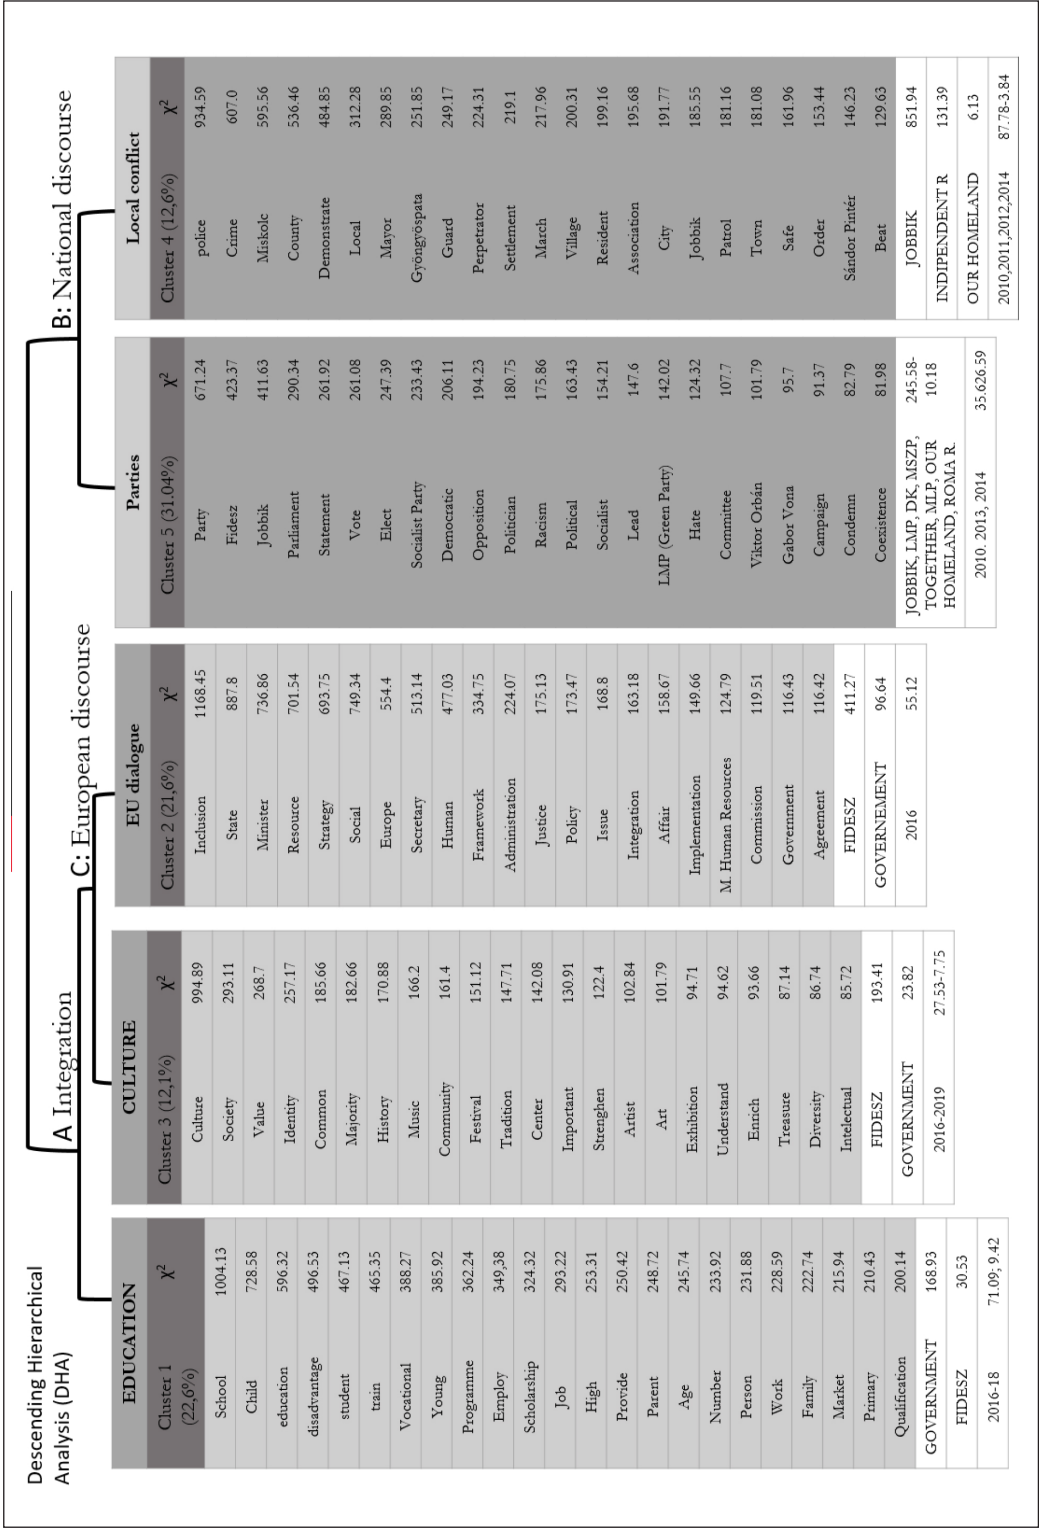 Descending Hierarchical
Analysis (DHA)
A Integration
C: European discourse
B: National discourse
EDUCATION
Cluster 1
(22,6%) χ²
School 1004.13
Child 728.58
education 596.32
disadvantage 496.53
student 467.13
train 465.35
Vocational 388.27
Young 385.92
Programme 362.24
Employ 349,38
Scholarship 324.32
Job 293.22
High 253.31
Provide 250.42
Parent 248.72
Age 245.74
Number 233.92
Person 231.88
Work 228.59
Family 222.74
Market 215.94
Primary 210.43
Qualification 200.14
GOVERNMENT 168.93
FIDESZ 30.53
2016-18 71.09; 9.42
CULTURE
Cluster 3 (12,1%) χ²
Culture 994.89
Society 293.11
Value 268.7
Identity 257.17
Common 185.66
Majority 182.66
History 170.88
Music 166.2
Community 161.4
Festival 151.12
Tradition 147.71
Center 142.08
Important 130.91
Strenghen 122.4
Artist 102.84
Art 101.79
Exhibition 94.71
Understand 94.62
Enrich 93.66
Treasure 87.14
Diversity 86.74
Intelectual 85.72
FIDESZ 193.41
GOVERNMENT 23.82
2016-2019 27.53-7.75
EU dialogue
Cluster 2 (21,6%) χ²
Inclusion 1168.45
State 887.8
Minister 736.86
Resource 701.54
Strategy 693.75
Social 749.34
Europe 554.4
Secretary 513.14
Human 477.03
Framework 334.75
Administration 224.07
Justice 175.13
Policy 173.47
Issue 168.8
Integration 163.18
Affair 158.67
Implementation 149.66
M. Human Resources 124.79
Commission 119.51
Government 116.43
Agreement 116.42
FIDESZ 411.27
GOVERNEMENT 96.64
2016 55.12
Parties
Cluster 5 (31.04%) χ²
Party 671.24
Fidesz 423.37
Jobbik 411.63
Parliament 290.34
Statement 261.92
Vote 261.08
Elect 247.39
Socialist Party 233.43
Democratic 206.11
Opposition 194.23
Politician 180.75
Racism 175.86
Political 163.43
Socialist 154.21
Lead 147.6
LMP (Green Party) 142.02
Hate 124.32
Committee 107.7
Viktor Orbán 101.79
Gabor Vona 95.7
Campaign 91.37
Condemn 82.79
Coexistence 81.98
JOBBIK, LMP, DK, MSZP, 245.58-
TOGETHER, MLP, OUR 10.18
HOMELAND, ROMA R.
2010. 2013, 2014 35.626.59
Local conflict
Cluster 4 (12,6%) χ²
police 934.59
Crime 607.0
Miskolc 595.56
County 536.46
Demonstrate 484.85
Local 312.28
Mayor 289.85
Gyöngyöspata 251.85
Guard 249.17
Perpetrator 224.31
Settlement 219.1
March 217.96
Village 200.31
Resident 199.16
Association 195.68
City 191.77
Jobbik 185.55
Patrol 181.16
Town 181.08
Safe 161.96
Order 153.44
Sándor Pintér 146.23
Beat 129.63
JOBBIK 851.94
INDIPENDENT R 131.39
OUR HOMELAND 6.13
2010,2011,2012,2014 87.78-3.84